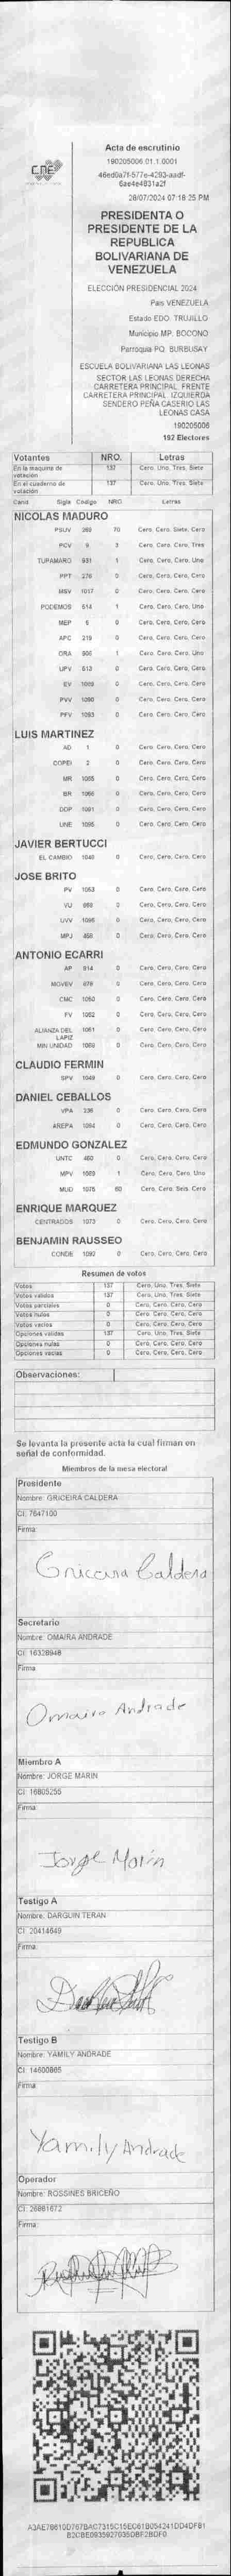 CNE
Acta de escrutinio
190205006.01.1.0001
46ed0a7f-577e-4293-aadf-
6ae4e4831a2f
28/07/2024 07:16:25 PM
PRESIDENTA O
PRESIDENTE DE LA
REPUBLICA
BOLIVARIANA DE
VENEZUELA
ELECCIÓN PRESIDENCIAL 2024
Pais VENEZUELA
Estado EDO. TRUJILLO
Municipio MP. BOCONO
Parroquia PQ. BURBUSAY
ESCUELA BOLIVARIANA LAS LEONAS
SECTOR LAS LEONAS DERECHA
CARRETERA PRINCIPAL. FRENTE
CARRETERA PRINCIPAL. IZQUIERDA
SENDERO PEÑA CASERIO LAS
LEONAS CASA
190205006
192 Electores
Votantes NRO. Letras
En la maquina de votación 137 Cero, Uno, Tres, Siete
En el cuaderno de votación 137 Cero, Uno, Tres, Siete
Cand Sigla Codigo NRO Letras
NICOLAS MADURO
PSUV 269 70 Cero, Cero, Siete, Cero
PCV 9 3 Cero, Cero, Cero, Tres
TUPAMARO 931 1 Cero, Cero, Cero, Uno
PPT 276 0 Cero, Cero, Cero, Cero
MSV 1017 0 Cero, Cero, Cero, Cero
PODEMOS 514 1 Cero, Cero, Cero, Uno
MEP 5 0 Cero, Cero, Cero, Cero
APC 219 0 Cero, Cero, Cero, Cero
ORA 906 1 Cero, Cero, Cero, Uno
UPV 613 0 Cero, Cero, Cero, Cero
EV 1089 0 Cero, Cero, Cero, Cero
PVV 1090 0 Cero, Cero, Cero, Cero
PFV 1093 0 Cero, Cero, Cero, Cero
LUIS MARTINEZ
AD 1 0 Cero, Cero, Cero, Cero
COPEI 2 0 Cero, Cero, Cero, Cero
MR 1055 0 Cero, Cero, Cero, Cero
BR 1066 0 Cero, Cero, Cero, Cero
DDP 1091 0 Cero, Cero, Cero, Cero
UNE 1095 0 Cero, Cero, Cero, Cero
JAVIER BERTUCCI
EL CAMBIO 1040 0 Cero, Cero, Cero, Cero
JOSE BRITO
PV 1053 0 Cero, Cero, Cero, Cero
VU 0 Cero, Cero, Cero, Cero
UVV 0 Cero, Cero, Cero, Cero
MPJ 458 0 Cero, Cero, Cero, Cero
ANTONIO ECARRI
AP 914 0 Cero, Cero, Cero, Cero
MOVEV 0 Cero, Cero, Cero, Cero
CMC 1050 0 Cero, Cero, Cero, Cero
FV 1052 0 Cero, Cero, Cero, Cero
ALIANZA DEL LAPIZ 1061 0 Cero, Cero, Cero, Cero
MIN UNIDAD 1069 0 Cero, Cero, Cero, Cero
CLAUDIO FERMIN
SPV 1049 0 Cero, Cero, Cero, Cero
DANIEL CEBALLOS
VPA 236 0 Cero, Cero, Cero, Cero
AREPA 1094 0 Cero, Cero, Cero, Cero
EDMUNDO GONZALEZ
UNTC 460 0 Cero, Cero, Cero, Cero
MPV 1 Cero, Cero, Cero, Uno
MUD 1075 60 Cero, Cero, Seis, Cero
ENRIQUE MARQUEZ
CENTRADOS 1073 0 Cero, Cero, Cero, Cero
BENJAMIN RAUSSEO
CONDE 1092 0 Cero, Cero, Cero, Cero
Resumen de votos
Votos 137 Cero, Uno, Tres, Siete
Votos validos 137 Cero, Uno, Tres, Siete
Votos parciales 0 Cero, Cero, Cero, Cero
Votos nulos 0 Cero, Cero, Cero, Cero
Votos vacios 0 Cero, Cero, Cero, Cero
Opciones validas 137 Cero, Uno, Tres, Siete
Opciones nulas 0 Cero, Cero, Cero, Cero
Opciones vacias 0 Cero, Cero, Cero, Cero
Observaciones:
Se levanta la presente acta la cual firman en
señal de conformidad.
Miembros de la mesa electoral
Presidente
Nombre: GRICEIRA CALDERA
CI: 7647100
Firma:
Griceira Caldera
Secretario
Nombre: OMAIRA ANDRADE
CI: 16328948
Firma:
Omaira Andrade
Miembro A
Nombre: JORGE MARIN
CI: 16805255
Firma:
Jorge Marin
Testigo A
Nombre: DARGUIN TERAN
CI: 20414649
Firma:
Testigo B
Nombre: YAMILY ANDRADE
CI: 14600865
Firma:
Yamily Andrade
Operador
Nombre: ROSSINES BRICEÑO
CI: 26861672
Firma: